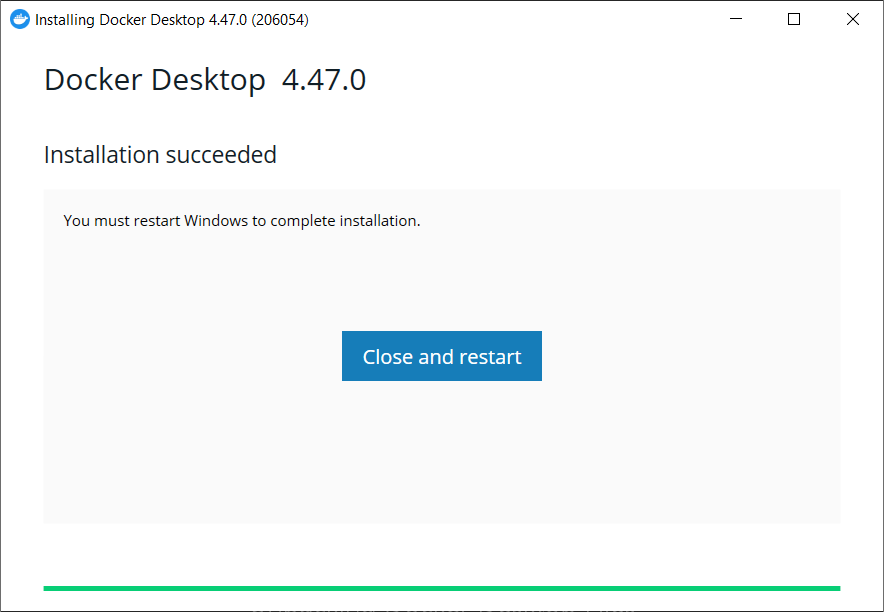 Installing Docker Desktop 4.47.0 (206054)
Docker Desktop 4.47.0
Installation succeeded
You must restart Windows to complete installation.
Close and restart